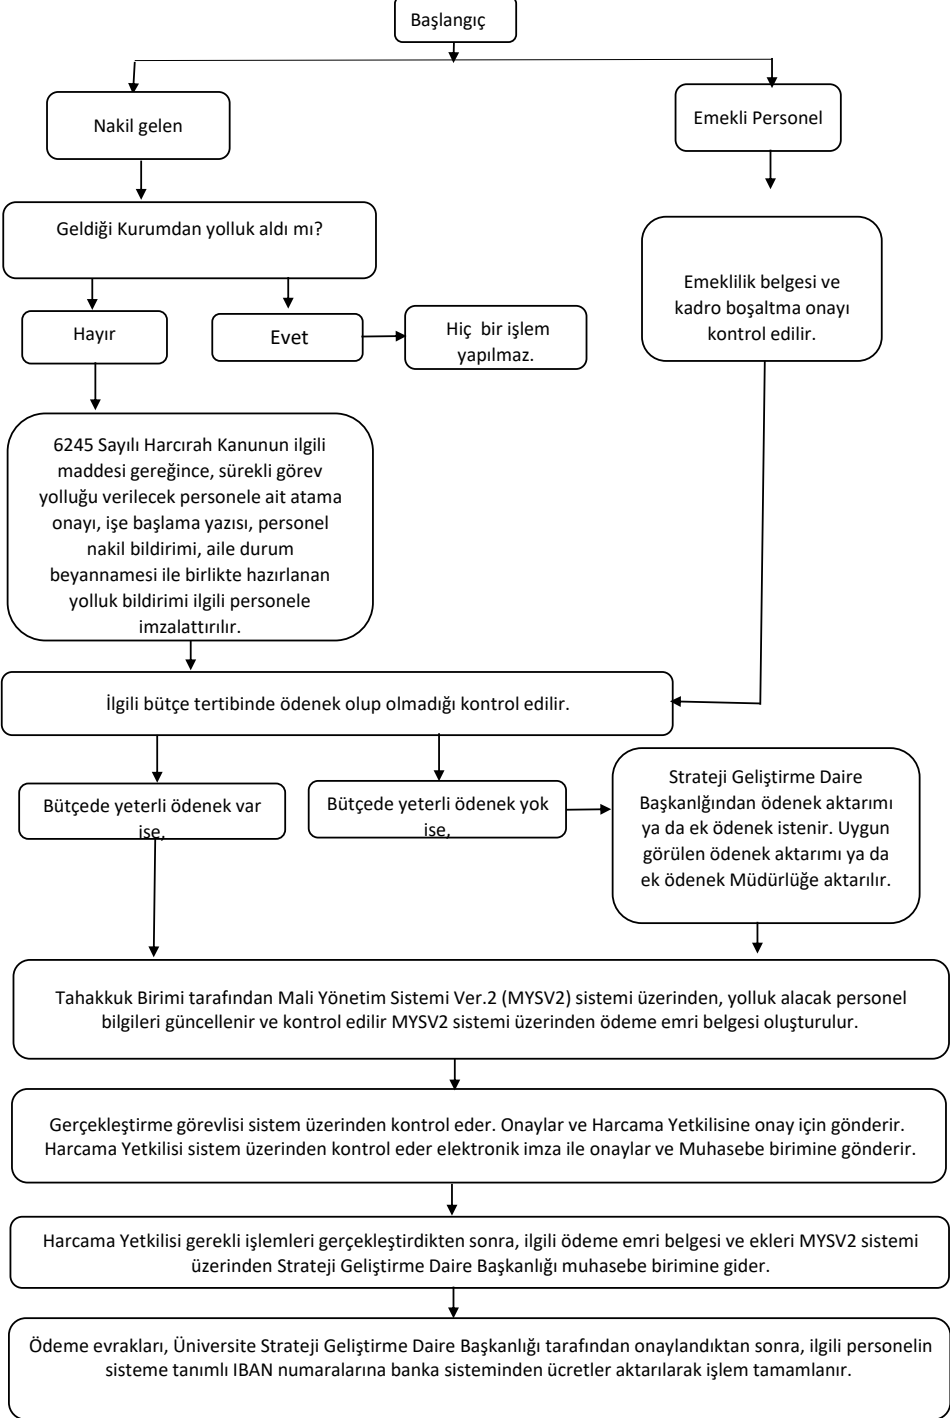 Başlangıç
Nakil gelen
Emekli Personel
Geldiği Kurumdan yolluk aldı mı?
Emeklilik belgesi ve
kadro boşaltma onayı
kontrol edilir.
Hayır
Evet
Hiç bir işlem
yapılmaz.
6245 Sayılı Harcırah Kanunun ilgili
maddesi gereğince, sürekli görev
yolluğu verilecek personele ait atama
onayı, işe başlama yazısı, personel
nakil bildirimi, aile durum
beyannamesi ile birlikte hazırlanan
yolluk bildirimi ilgili personele
imzalattırılır.
İlgili bütçe tertibinde ödenek olup olmadığı kontrol edilir.
Bütçede yeterli ödenek var
ise,
Bütçede yeterli ödenek yok
ise,
Strateji Geliştirme Daire
Başkanlğından ödenek aktarımı
ya da ek ödenek istenir. Uygun
görülen ödenek aktarımı ya da
ek ödenek Müdürlüğe aktarılır.
Tahakkuk Birimi tarafından Mali Yönetim Sistemi Ver.2 (MYSV2) sistemi üzerinden, yolluk alacak personel
bilgileri güncellenir ve kontrol edilir MYSV2 sistemi üzerinden ödeme emri belgesi oluşturulur.
Gerçekleştirme görevlisi sistem üzerinden kontrol eder. Onaylar ve Harcama Yetkilisine onay için gönderir.
Harcama Yetkilisi sistem üzerinden kontrol eder elektronik imza ile onaylar ve Muhasebe birimine gönderir.
Harcama Yetkilisi gerekli işlemleri gerçekleştirdikten sonra, ilgili ödeme emri belgesi ve ekleri MYSV2 sistemi
üzerinden Strateji Geliştirme Daire Başkanlığı muhasebe birimine gider.
Ödeme evrakları, Üniversite Strateji Geliştirme Daire Başkanlığı tarafından onaylandıktan sonra, ilgili personelin
sisteme tanımlı IBAN numaralarına banka sisteminden ücretler aktarılarak işlem tamamlanır.